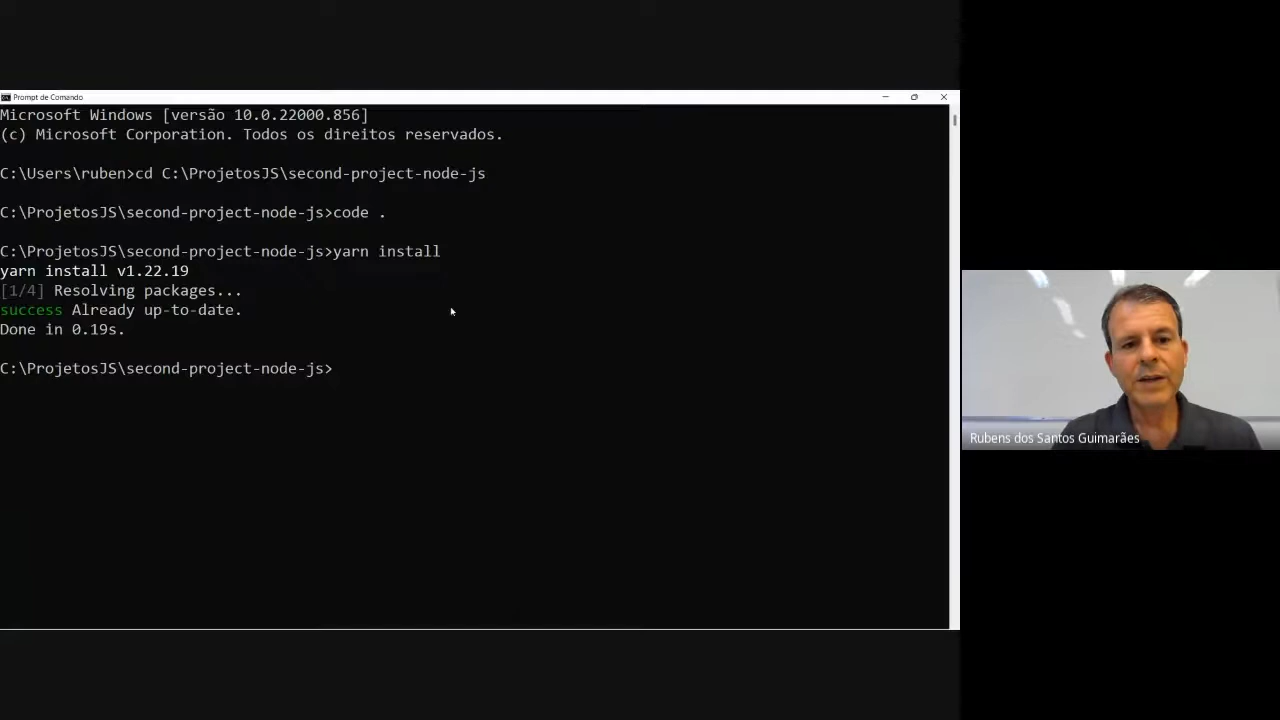 Prompt de Comando
Microsoft Windows [versão 10.0.22000.856]
(c) Microsoft Corporation. Todos os direitos reservados.
C:\Users\ruben>cd C:\ProjetosJS\second-project-node-js
C:\ProjetosJS\second-project-node-js>code .
C:\ProjetosJS\second-project-node-js>yarn install
yarn install v1.22.19
[1/4] Resolving packages...
success Already up-to-date.
Done in 0.19s.
C:\ProjetosJS\second-project-node-js>
Rubens dos Santos Guimarães